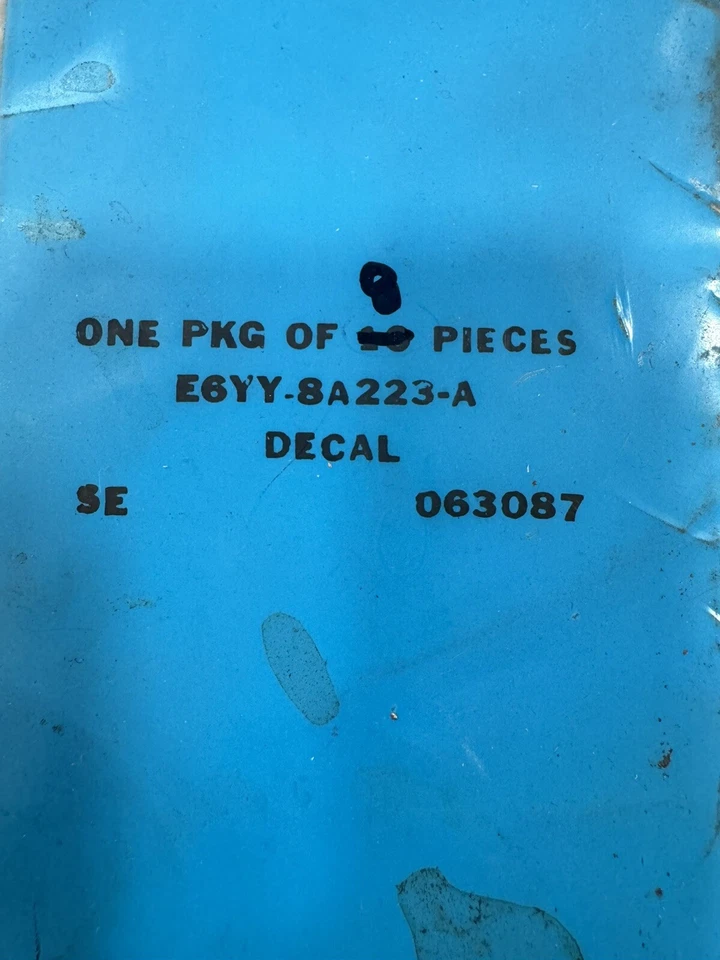 8
ONE PKG OF 10 PIECES
E6YY-8A223-A
DECAL
SE 063087